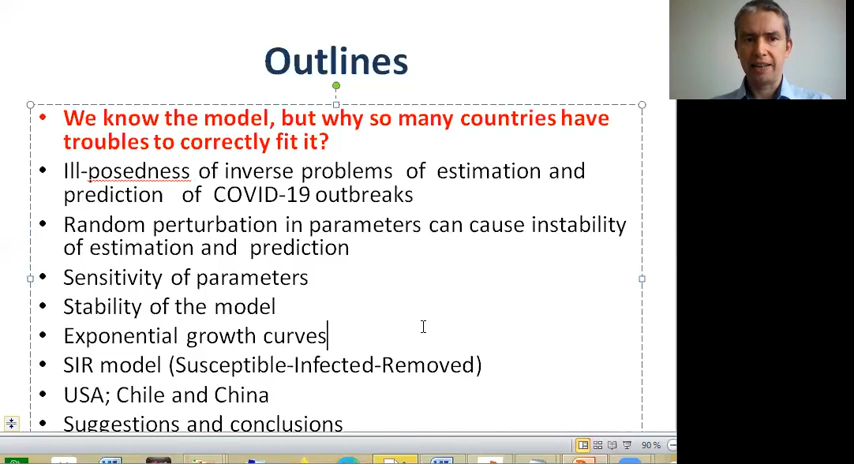 Outlines
• We know the model, but why so many countries have
troubles to correctly fit it?
• Ill-posedness of inverse problems of estimation and
prediction of COVID-19 outbreaks
• Random perturbation in parameters can cause instability
of estimation and prediction
• Sensitivity of parameters
• Stability of the model
• Exponential growth curves
• SIR model (Susceptible-Infected-Removed)
• USA; Chile and China
• Suggestions and conclusions
90 %